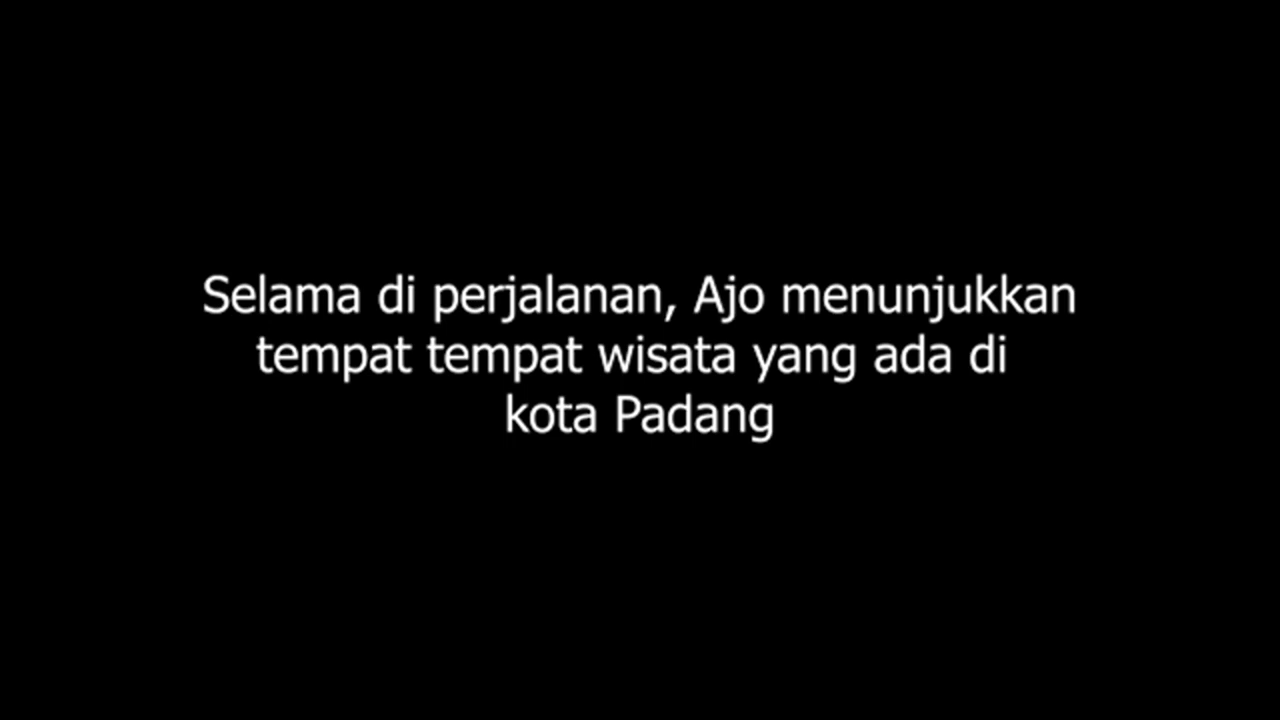 Selama di perjalanan, Ajo menunjukkan
tempat tempat wisata yang ada di
kota Padang